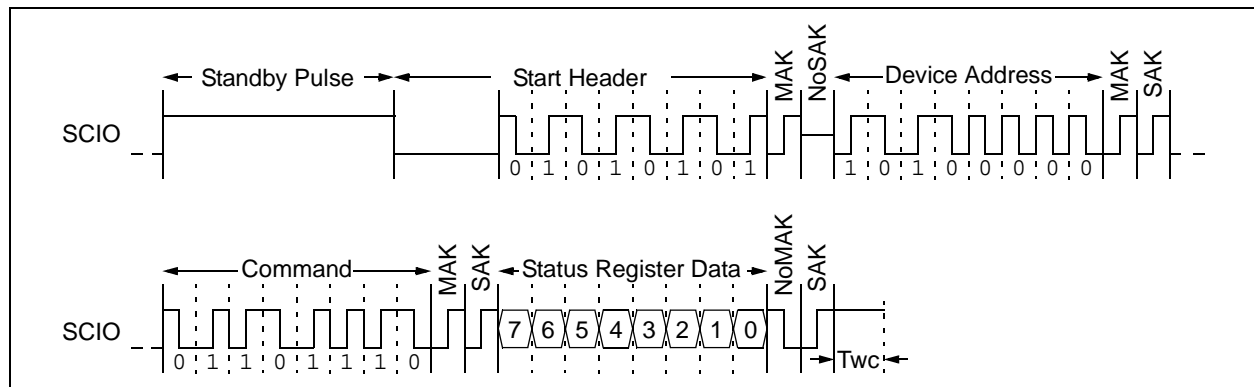 Standby Pulse
Start Header
MAK
NoSAK
Device Address
MAK
SAK
SCIO
0 1 0 1 0 1 0 1
1 0 1 0 0 0 0 0
Command
MAK
SAK
Status Register Data
NoMAK
SAK
SCIO
0 1 1 0 1 1 1 0
7 6 5 4 3 2 1 0
Twc